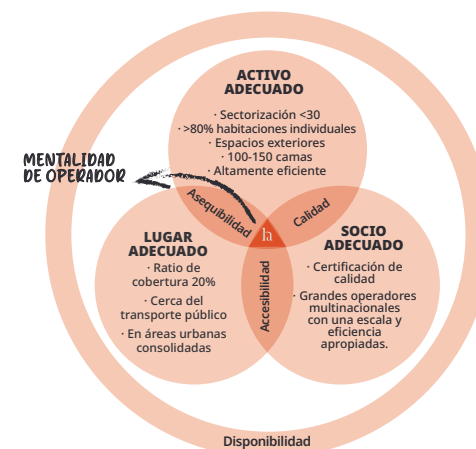 ACTIVO
ADECUADO
· Sectorización <30
· >80% habitaciones individuales
· Espacios exteriores
· 100-150 camas
· Altamente eficiente
MENTALIDAD
DE OPERADOR
Asequibilidad
Calidad
la
LUGAR
ADECUADO
· Ratio de
cobertura 20%
· Cerca del
transporte público
· En áreas urbanas
consolidadas
Accesibilidad
SOCIO
ADECUADO
· Certificación de
calidad
· Grandes operadores
multinacionales
con una escala y
eficiencia
apropiadas.
Disponibilidad